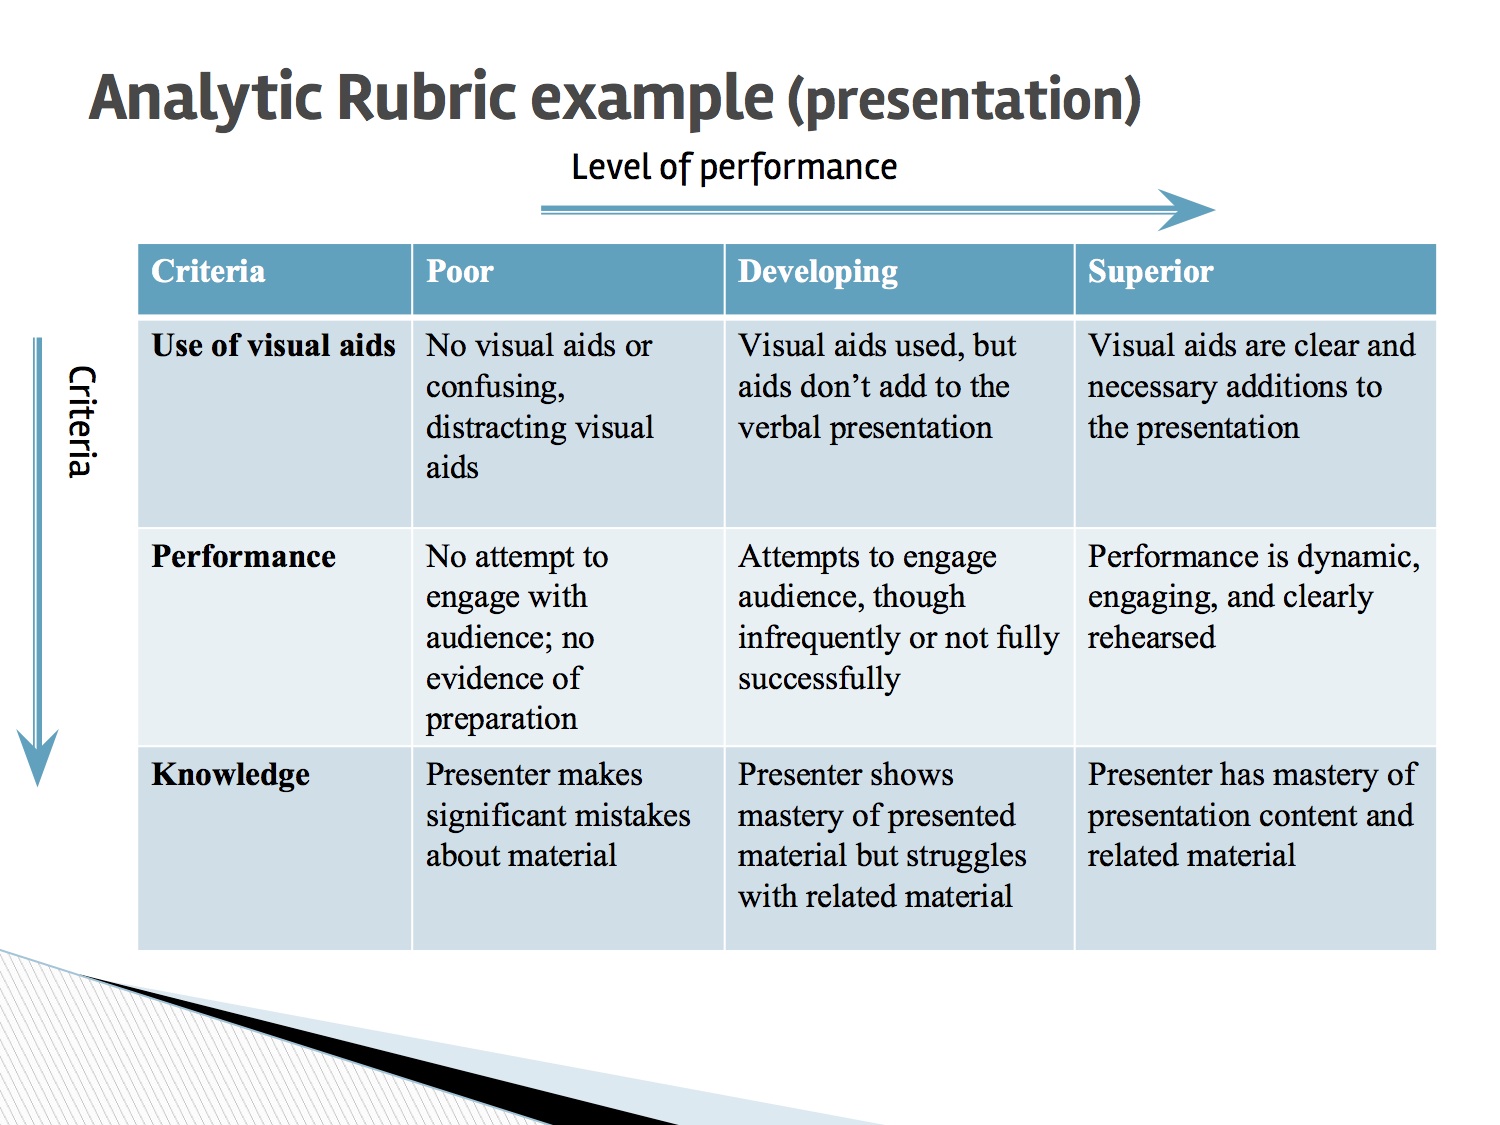 Analytic Rubric example (presentation)
Level of performance
Criteria
Criteria
Poor
Developing
Superior
Use of visual aids
No visual aids or
confusing,
distracting visual
aids
Visual aids used, but
aids don’t add to the
verbal presentation
Visual aids are clear and
necessary additions to
the presentation
Performance
No attempt to
engage with
audience; no
evidence of
preparation
Attempts to engage
audience, though
infrequently or not fully
successfully
Performance is dynamic,
engaging, and clearly
rehearsed
Knowledge
Presenter makes
significant mistakes
about material
Presenter shows
mastery of presented
material but struggles
with related material
Presenter has mastery of
presentation content and
related material